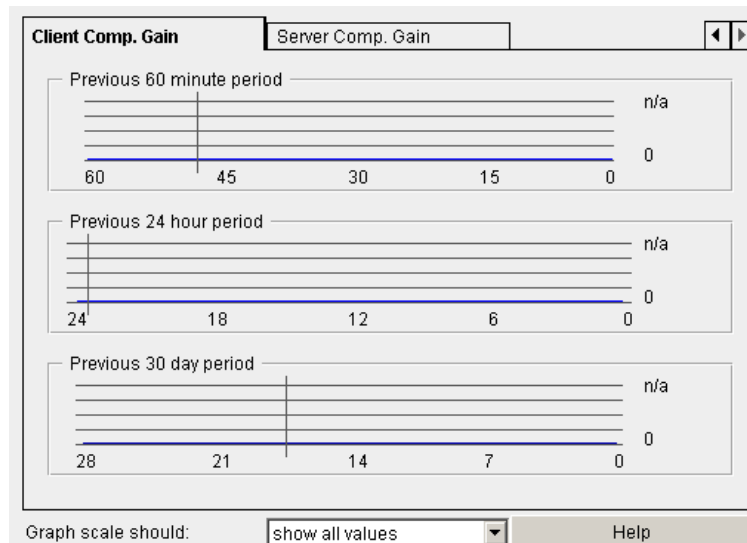 Client Comp. Gain Server Comp. Gain
Previous 60 minute period
n/a
0
60 45 30 15 0
Previous 24 hour period
n/a
0
24 18 12 6 0
Previous 30 day period
n/a
0
28 21 14 7 0
Graph scale should: show all values Help